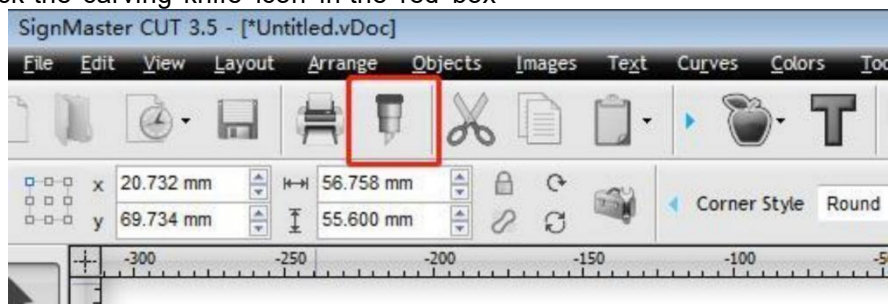 the carving knife icon in the red box
SignMaster CUT 3.5 - [*Untitled.vDoc]
File Edit View Layout Arrange Objects Images Text Curves Colors
x 20.732 mm 56.758 mm
Corner Style Round
y 69.734 mm 55.600 mm
-300 -250 -200 -150 -100